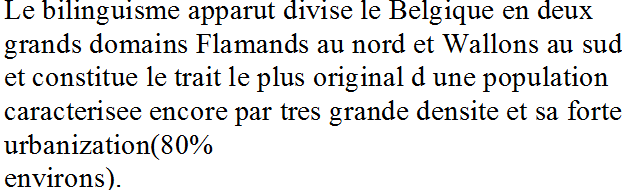 Le bilinguisme apparut divise le Belgique en deux
grands domains Flamands au nord et Wallons au sud
et constitue le trait le plus original d une population
caracterisee encore par tres grande densite et sa forte
urbanization(80%
environs).